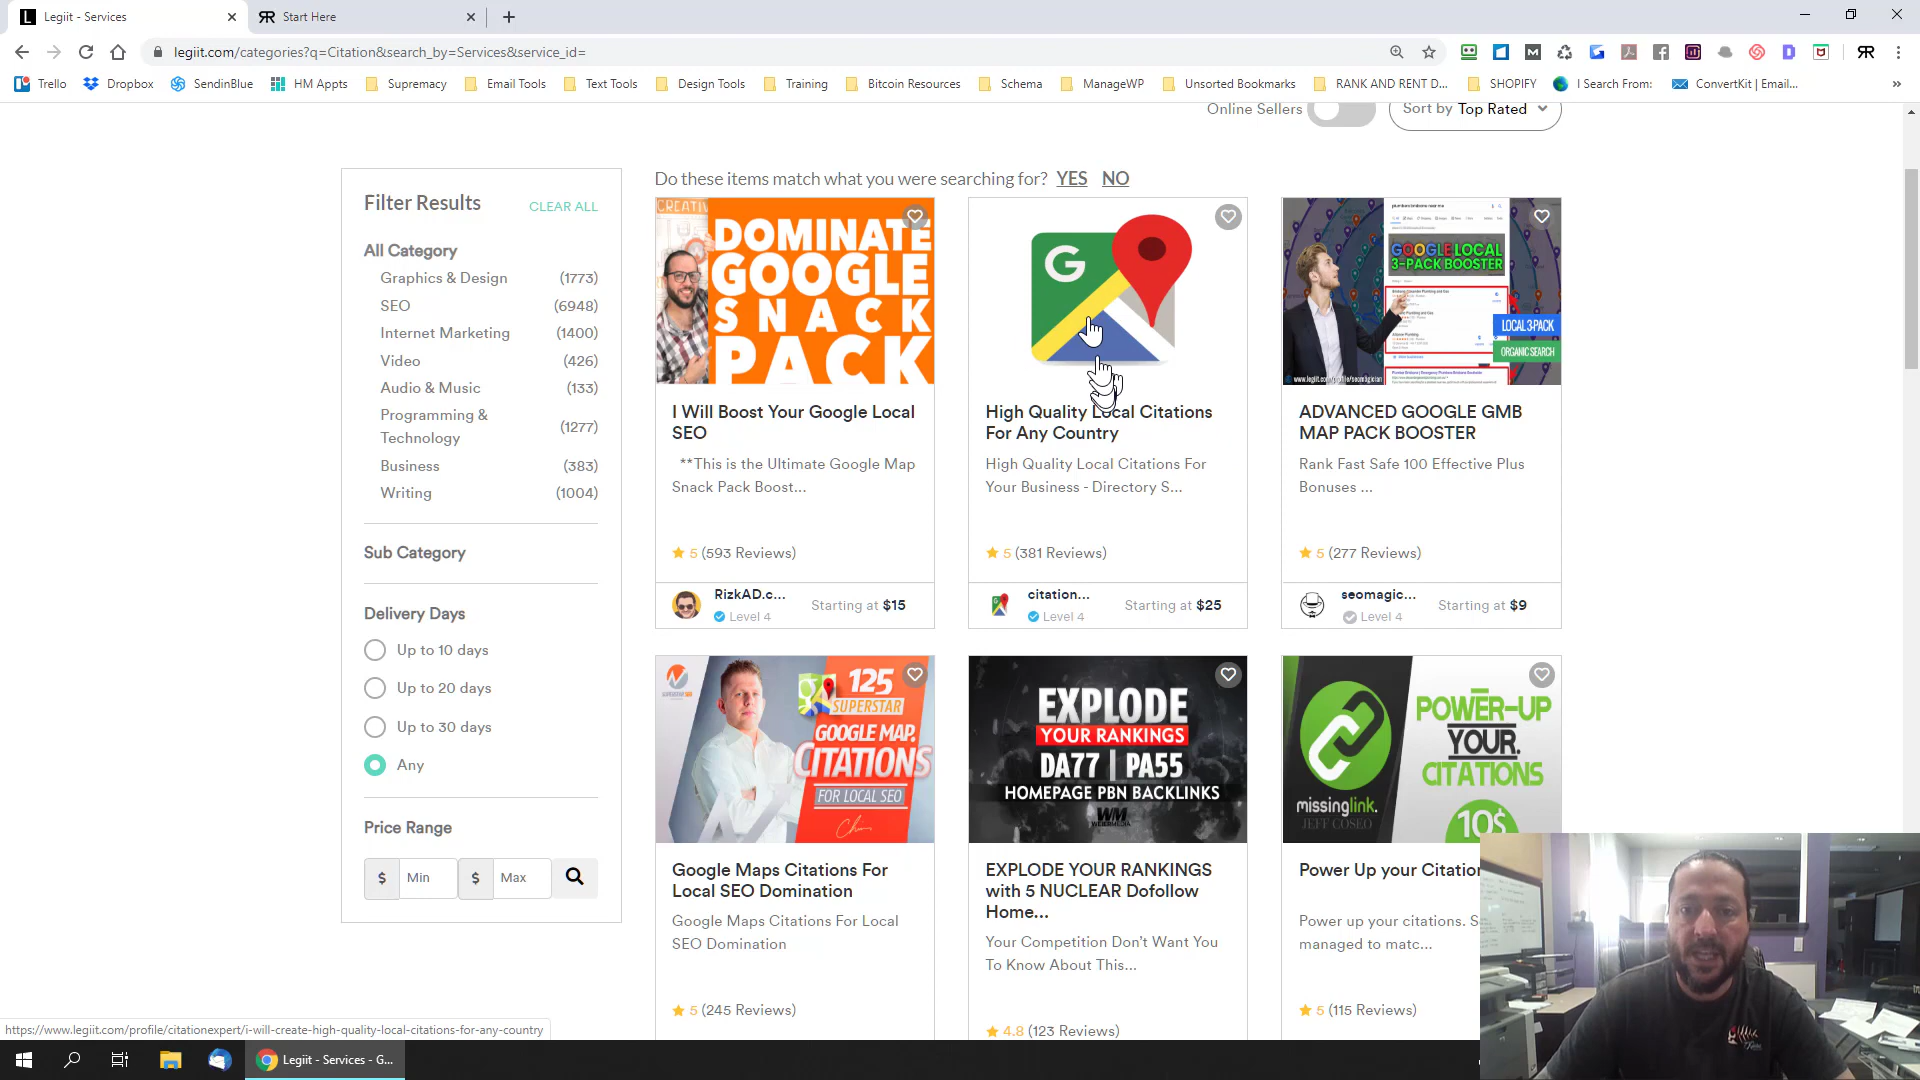 Legiit - Services
Start Here
legiit.com/categories?q=Citation&search_by=Services&service_id=
Trello
Dropbox
SendinBlue
HM Appts
Supremacy
Email Tools
Text Tools
Design Tools
Training
Bitcoin Resources
Schema
ManageWP
Unsorted Bookmarks
RANK AND RENT D...
SHOPIFY
I Search From:
ConvertKit | Email...
Online Sellers
Sort by Top Rated
Filter Results
CLEAR ALL
All Category
Graphics & Design (1773)
SEO (6948)
Internet Marketing (1400)
Video (426)
Audio & Music (133)
Programming & Technology (1277)
Business (383)
Writing (1004)
Sub Category
Delivery Days
Up to 10 days
Up to 20 days
Up to 30 days
Any
Price Range
$ Min $ Max
Do these items match what you were searching for? YES NO
DOMINATE
GOOGLE
SNACK
PACK
I Will Boost Your Google Local
SEO
**This is the Ultimate Google Map
Snack Pack Boost...
5 (593 Reviews)
RizkAD.c...
Level 4
Starting at $15
G
High Quality Local Citations
For Any Country
High Quality Local Citations For
Your Business - Directory S...
5 (381 Reviews)
citation...
Level 4
Starting at $25
GOOGLE LOCAL
3-PACK BOOSTER
LOCAL 3-PACK
ORGANIC SEARCH
ADVANCED GOOGLE GMB
MAP PACK BOOSTER
Rank Fast Safe 100 Effective Plus
Bonuses ...
5 (277 Reviews)
seomagic...
Level 4
Starting at $9
125
SUPERSTAR
GOOGLE MAP
CITATIONS
FOR LOCAL SEO
Google Maps Citations For
Local SEO Domination
Google Maps Citations For Local
SEO Domination
5 (245 Reviews)
EXPLODE
YOUR RANKINGS
DA77 | PA55
HOMEPAGE PBN BACKLINKS
EXPLODE YOUR RANKINGS
with 5 NUCLEAR Dofollow
Home...
Your Competition Don't Want You
To Know About This...
4.8 (123 Reviews)
POWER-UP
YOUR
CITATIONS
missinglink.
JEFF COSEO
10$
Power Up your Citation
Power up your citations. S
managed to matc...
5 (115 Reviews)
https://www.legiit.com/profile/citationexpert/i-will-create-high-quality-local-citations-for-any-country
Legiit - Services - G...